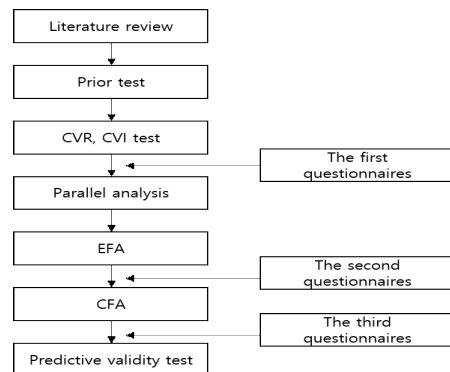 Literature review
Prior test
CVR, CVI test
The first
questionnaires
Parallel analysis
EFA
The second
questionnaires
CFA
The third
questionnaires
Predictive validity test